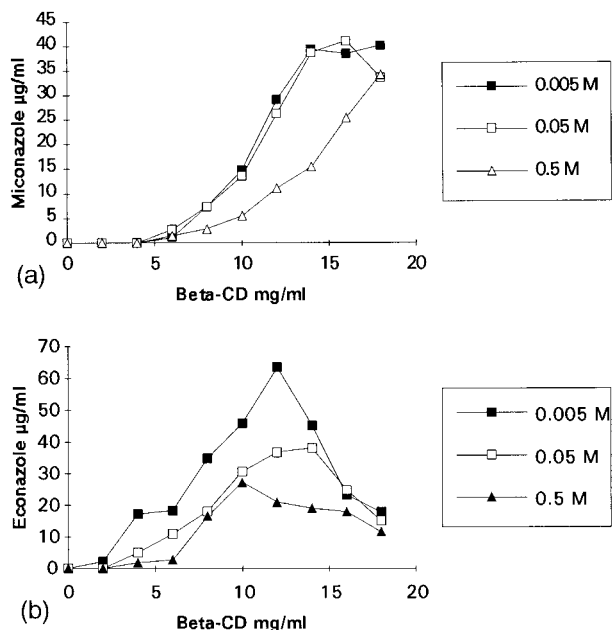 45
40
35
30
25
20
15
10
5
0
Miconazole µg/ml
0 5 10 15 20
Beta-CD mg/ml
(a)
0.005 M
0.05 M
0.5 M
70
60
50
40
30
20
10
0
Econazole µg/ml
0 5 10 15 20
Beta-CD mg/ml
(b)
0.005 M
0.05 M
0.5 M